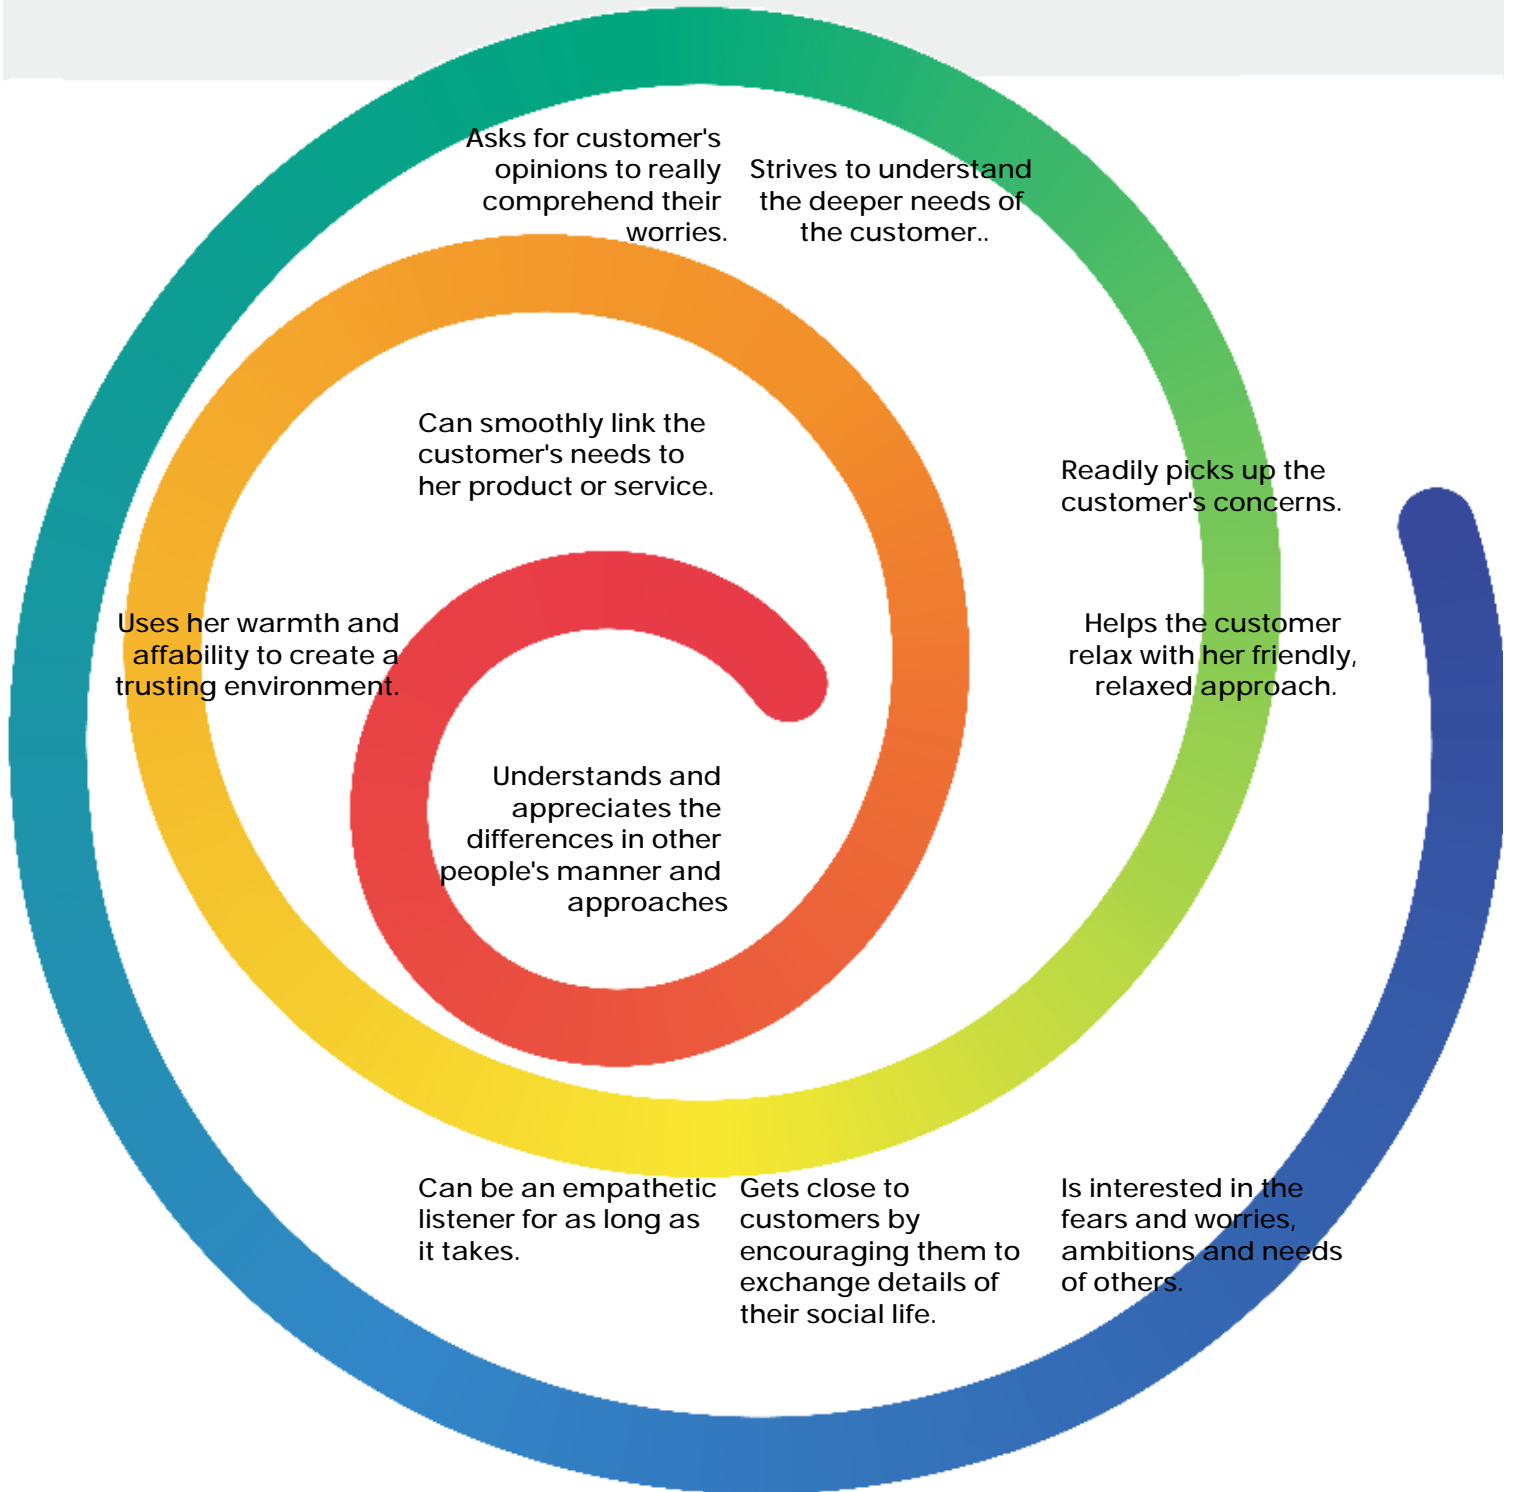 Asks for customer's
opinions to really
comprehend their
worries.
Strives to understand
the deeper needs of
the customer..
Can smoothly link the
customer's needs to
her product or service.
Readily picks up the
customer's concerns.
Uses her warmth and
affability to create a
trusting environment.
Helps the customer
relax with her friendly,
relaxed approach.
Understands and
appreciates the
differences in other
people's manner and
approaches
Can be an empathetic
listener for as long as
it takes.
Gets close to
customers by
encouraging them to
exchange details of
their social life.
Is interested in the
fears and worries,
ambitions and needs
of others.